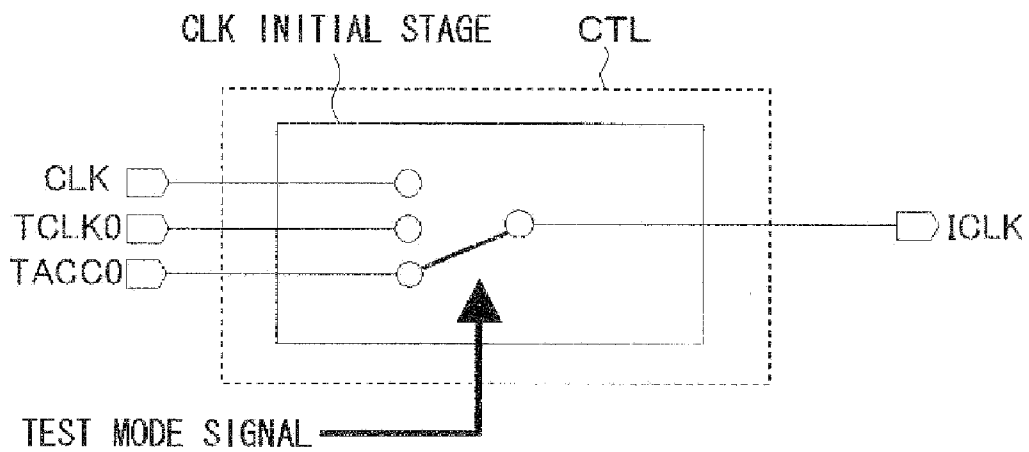 CLK INITIAL STAGE CTL
CLK
TCLK0
TACC0
ICLK
TEST MODE SIGNAL